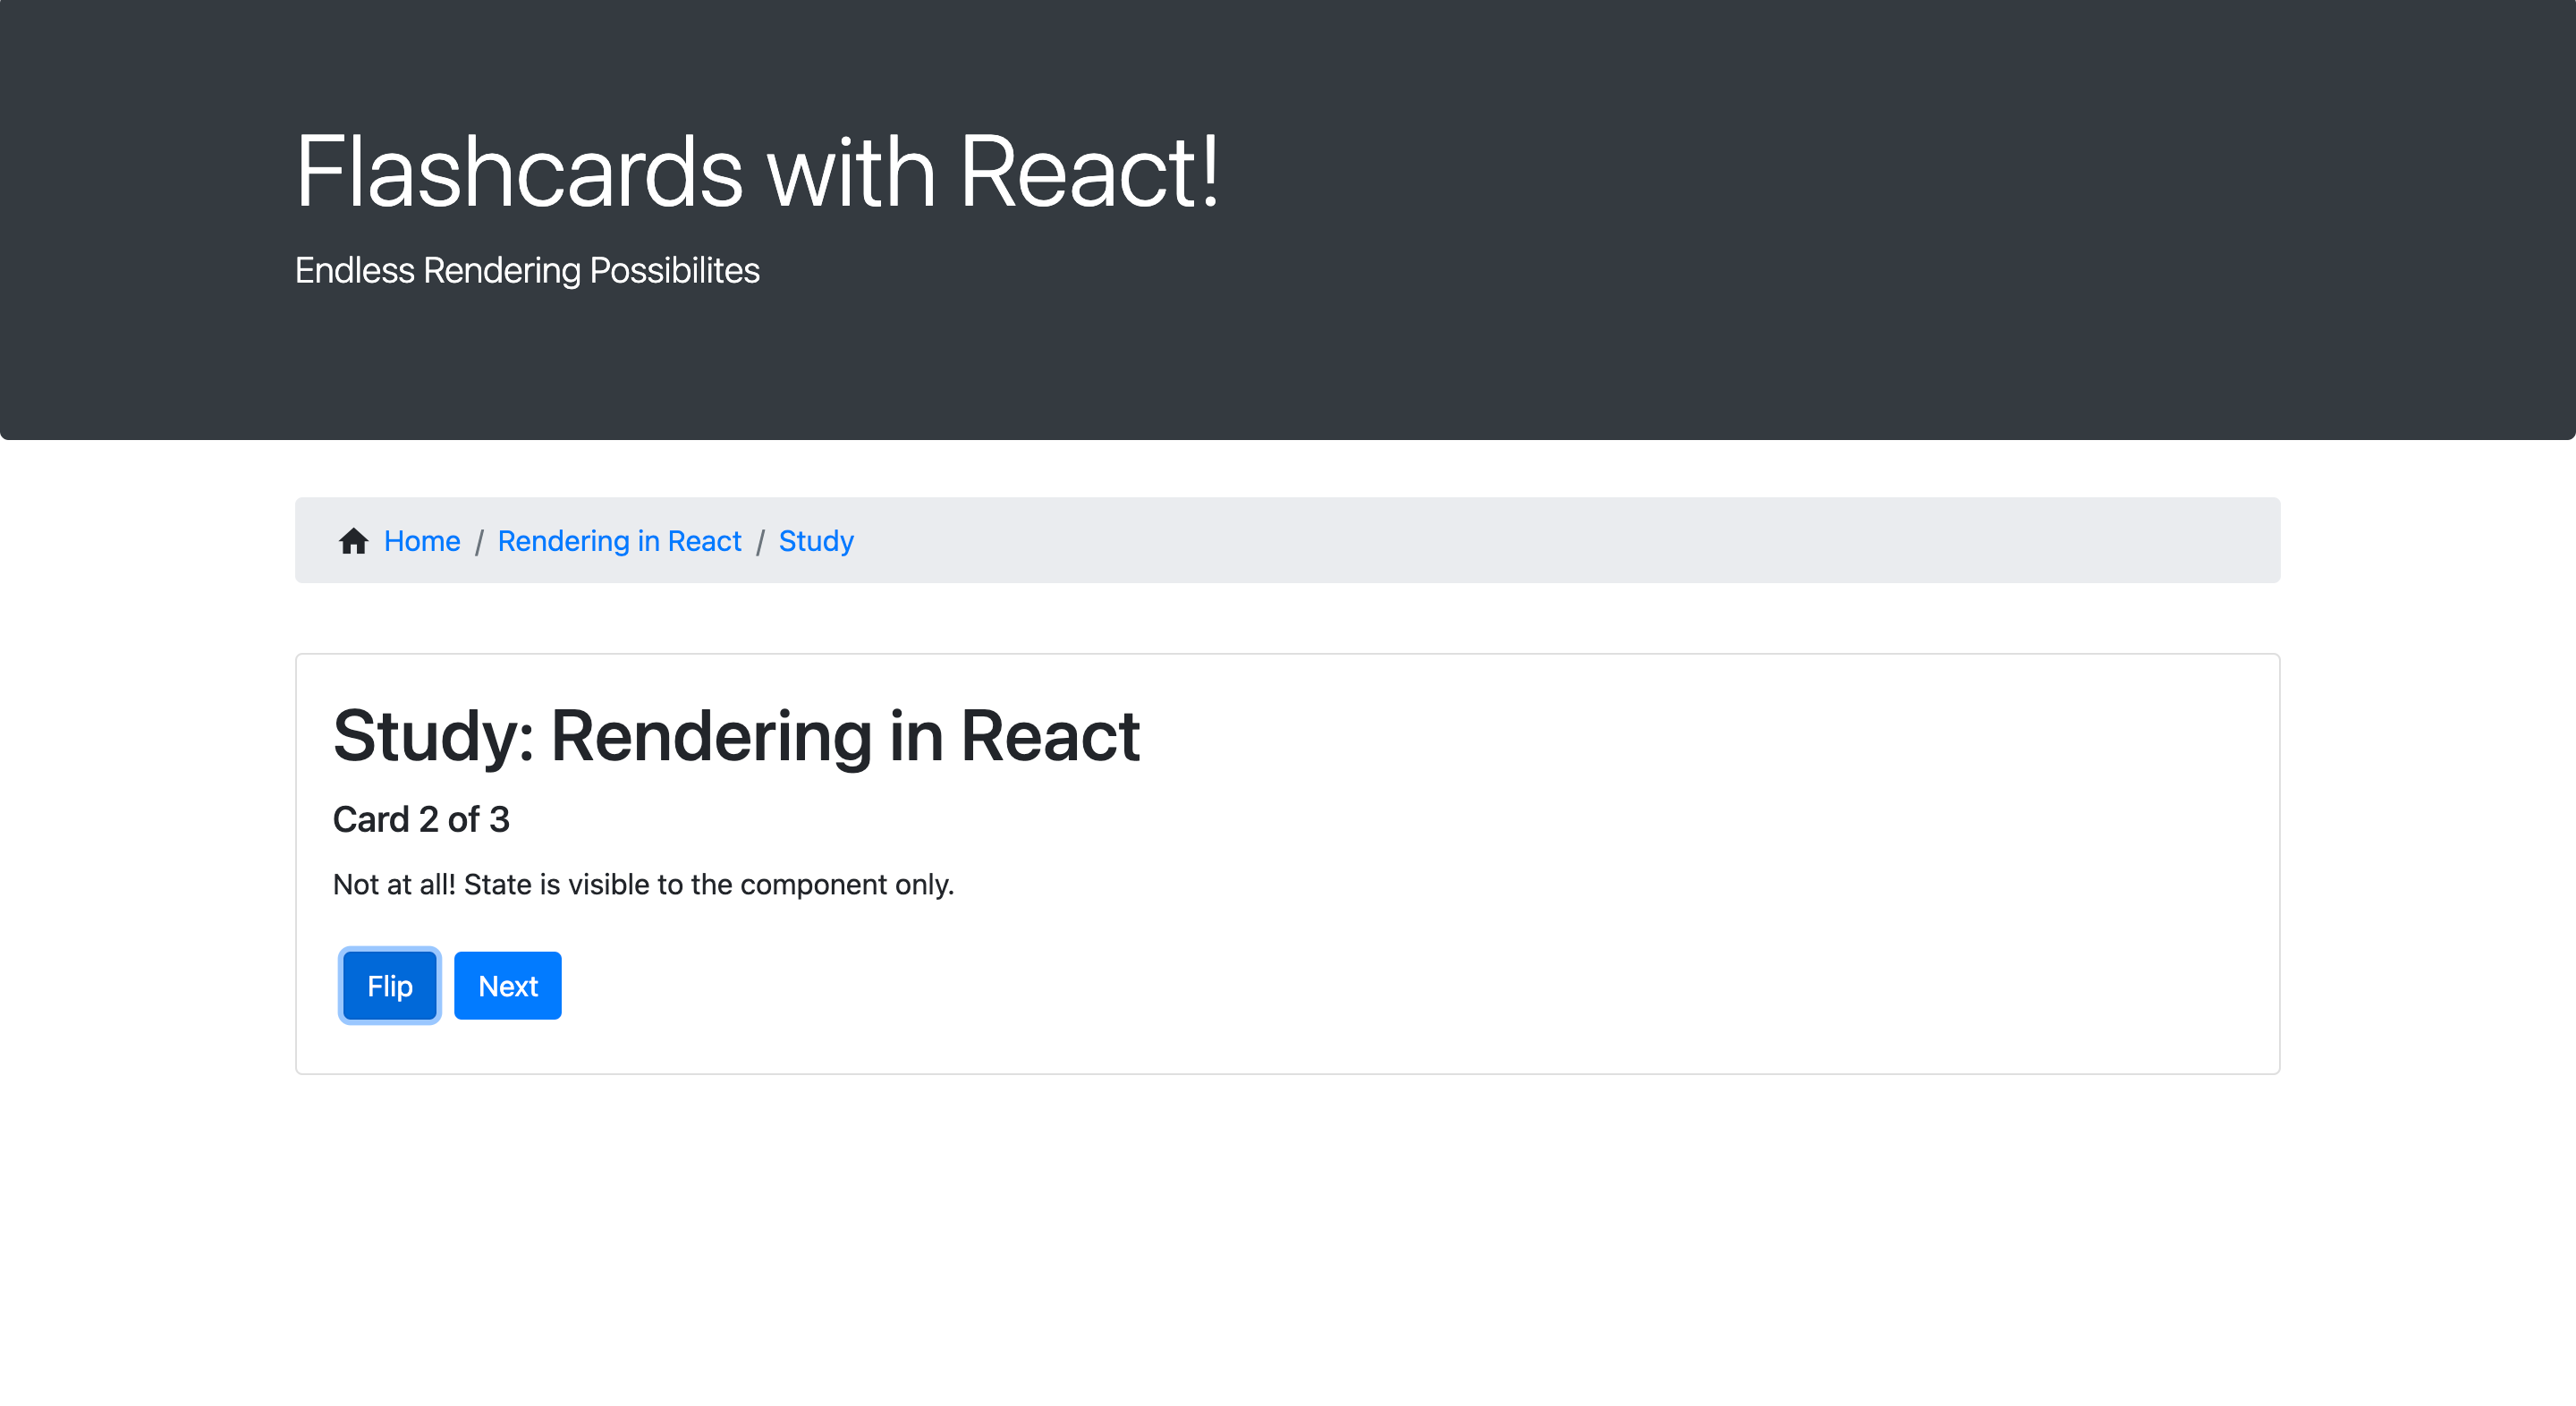 Flashcards with React!
Endless Rendering Possibilites
Home / Rendering in React / Study
Study: Rendering in React
Card 2 of 3
Not at all! State is visible to the component only.
Flip Next